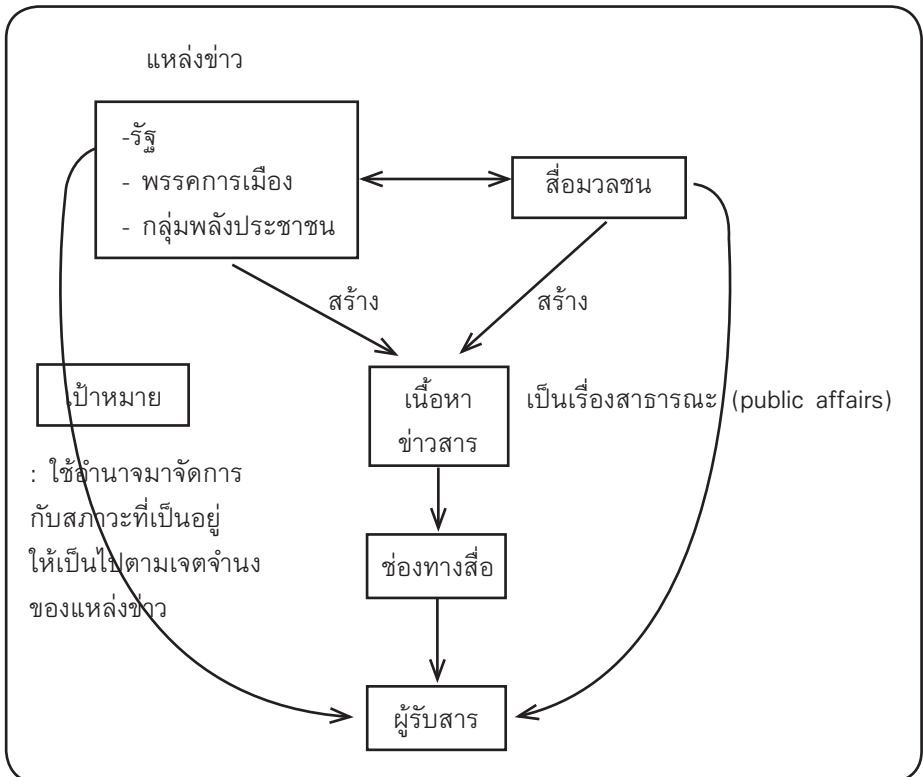 แหล่งข่าว
-รัฐ
- พรรคการเมือง
- กลุ่มพลังประชาชน
สื่อมวลชน
สร้าง
สร้าง
เป้าหมาย
เนื้อหา
ข่าวสาร
เป็นเรื่องสาธารณะ (public affairs)
: ใช้อำนาจมาจัดการ
กับสภาวะที่เป็นอยู่
ให้เป็นไปตามเจตจำนง
ของแหล่งข่าว
ช่องทางสื่อ
ผู้รับสาร